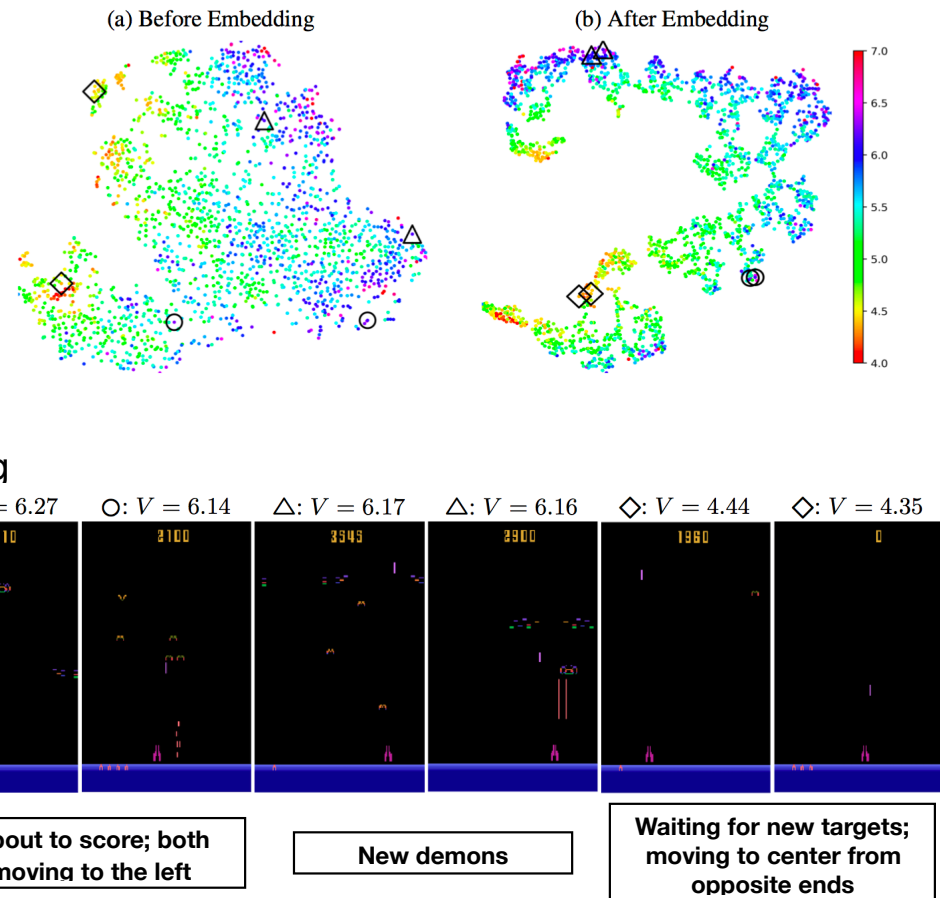 (a) Before Embedding
(b) After Embedding
7.0
6.5
6.0
5.5
5.0
4.5
4.0
g
= 6.27
○: V = 6.14
△: V = 6.17
△: V = 6.16
◇: V = 4.44
◇: V = 4.35
10
2100
3545
2900
1960
0
bout to score; both
moving to the left
New demons
Waiting for new targets;
moving to center from
opposite ends